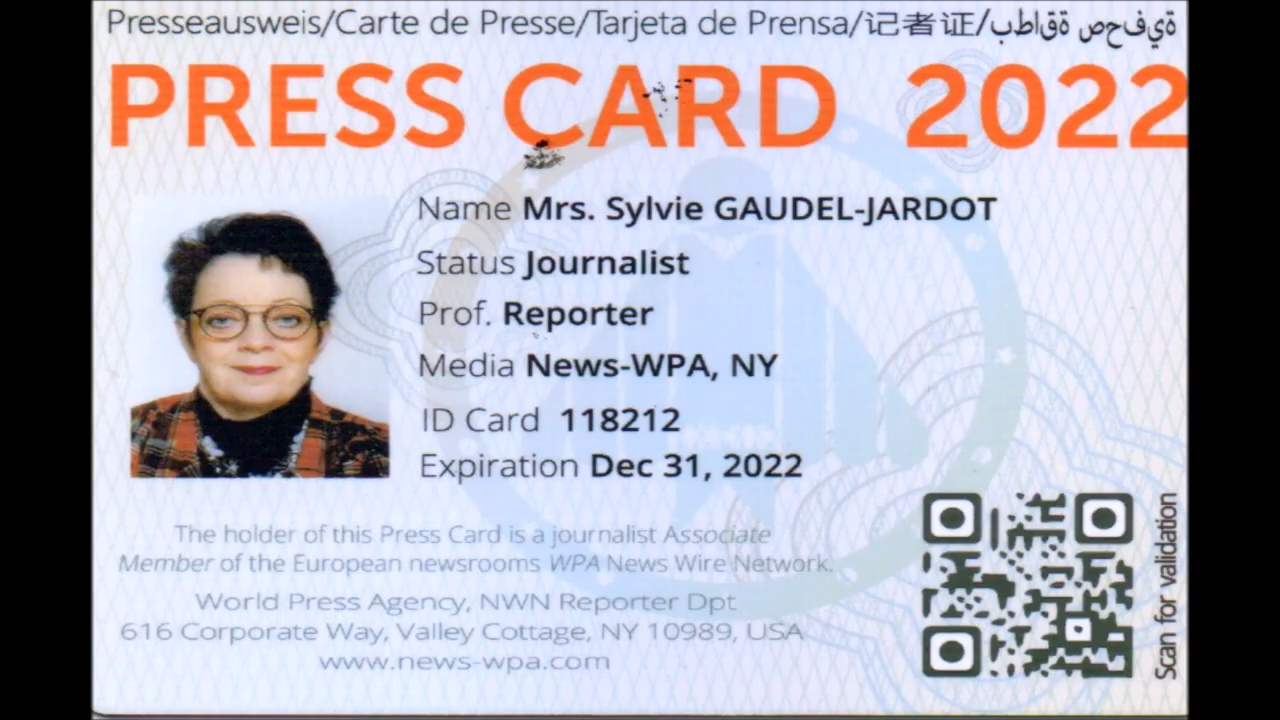 Presseausweis/Carte de Presse/Tarjeta de Prensa/记者证/بطاقة صحفية
PRESS CARD 2022
Name Mrs. Sylvie GAUDEL-JARDOT
Status Journalist
Prof. Reporter
Media News-WPA, NY
ID Card 118212
Expiration Dec 31, 2022
The holder of this Press Card is a journalist Associate
Member of the European newsrooms WPA News Wire Network.
World Press Agency, NWN Reporter Dpt
616 Corporate Way, Valley Cottage, NY 10989, USA
www.news-wpa.com
Scan for validation